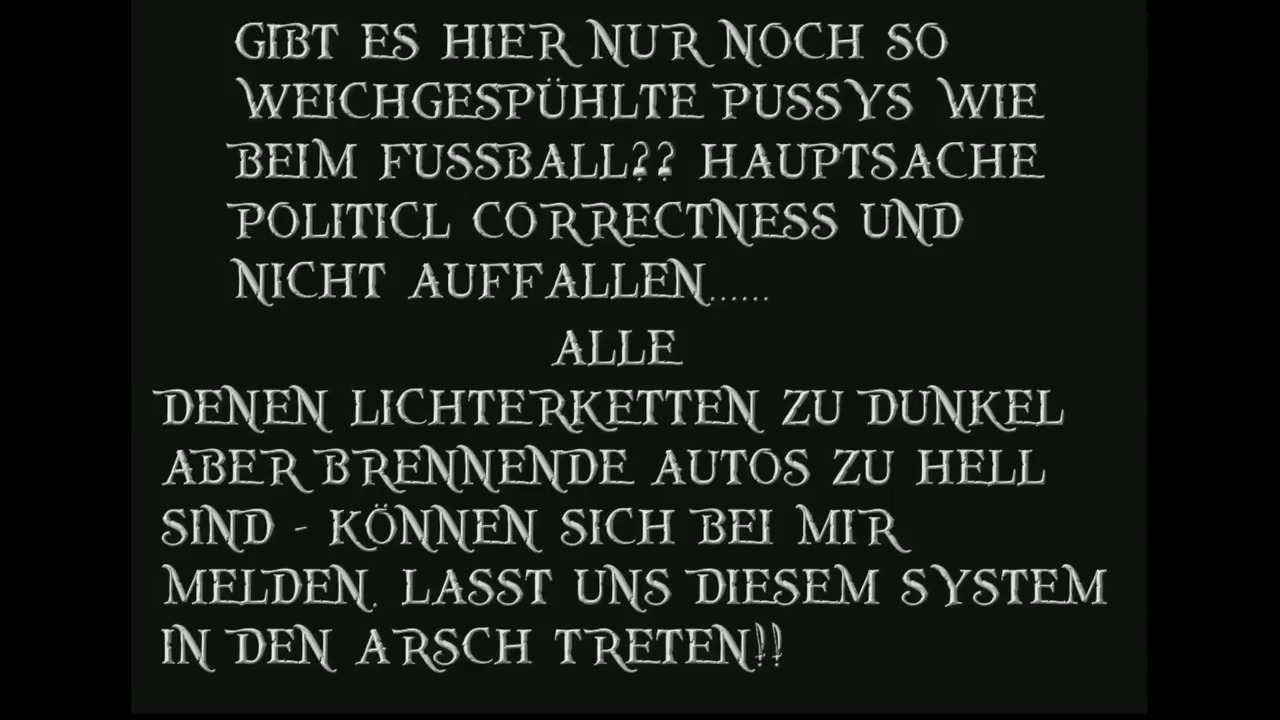 GIBT ES HIER NUR NOCH SO
WEICHGESPÜHLTE PUSSYS WIE
BEIM FUSSBALL?? HAUPTSACHE
POLITICL CORRECTNESS UND
NICHT AUFFALLEN......
ALLE
DENEN LICHTERKETTEN ZU DUNKEL
ABER BRENNENDE AUTOS ZU HELL
SIND - KÖNNEN SICH BEI MIR
MELDEN. LASST UNS DIESEM SYSTEM
IN DEN ARSCH TRETEN!!